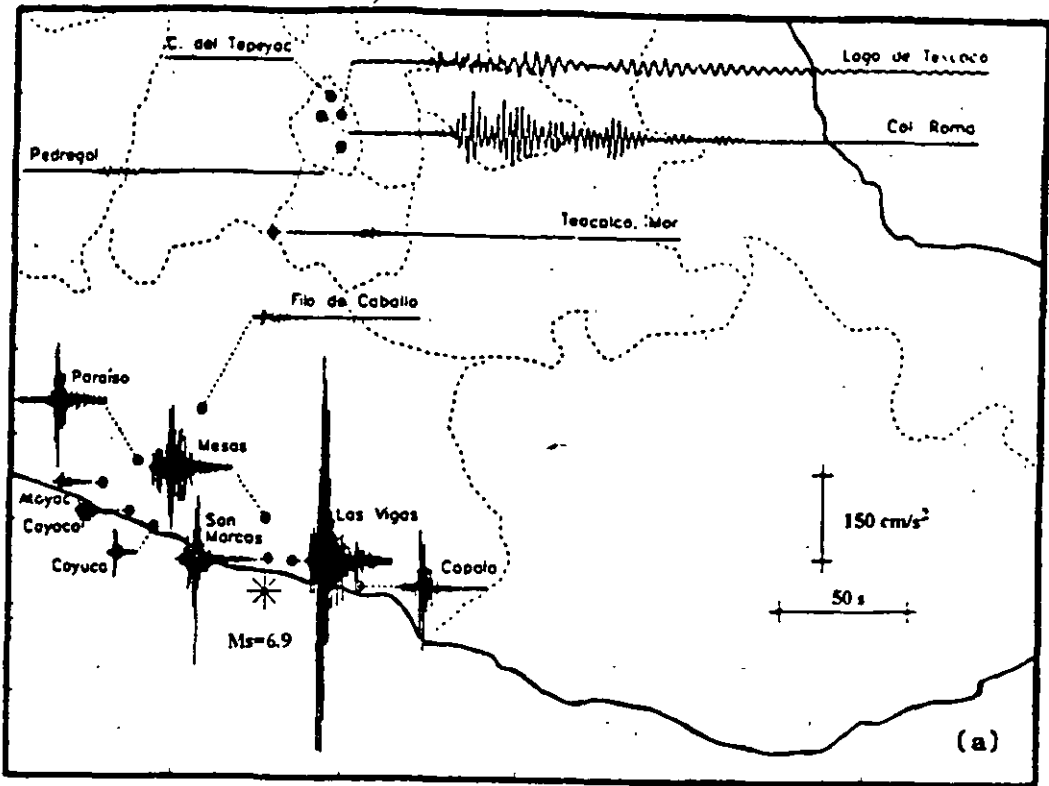 C. del Tepeyac
Lago de Texcoco
Col Roma
Pedregal
Teacalco, Mor
Filo de Caballo
Paraíso
Mesas
Atoyac
Cayaco
San
Marcos
Las Vigas
150 cm/s²
Coyuca
Copala
50 s
Ms=6.9
(a)